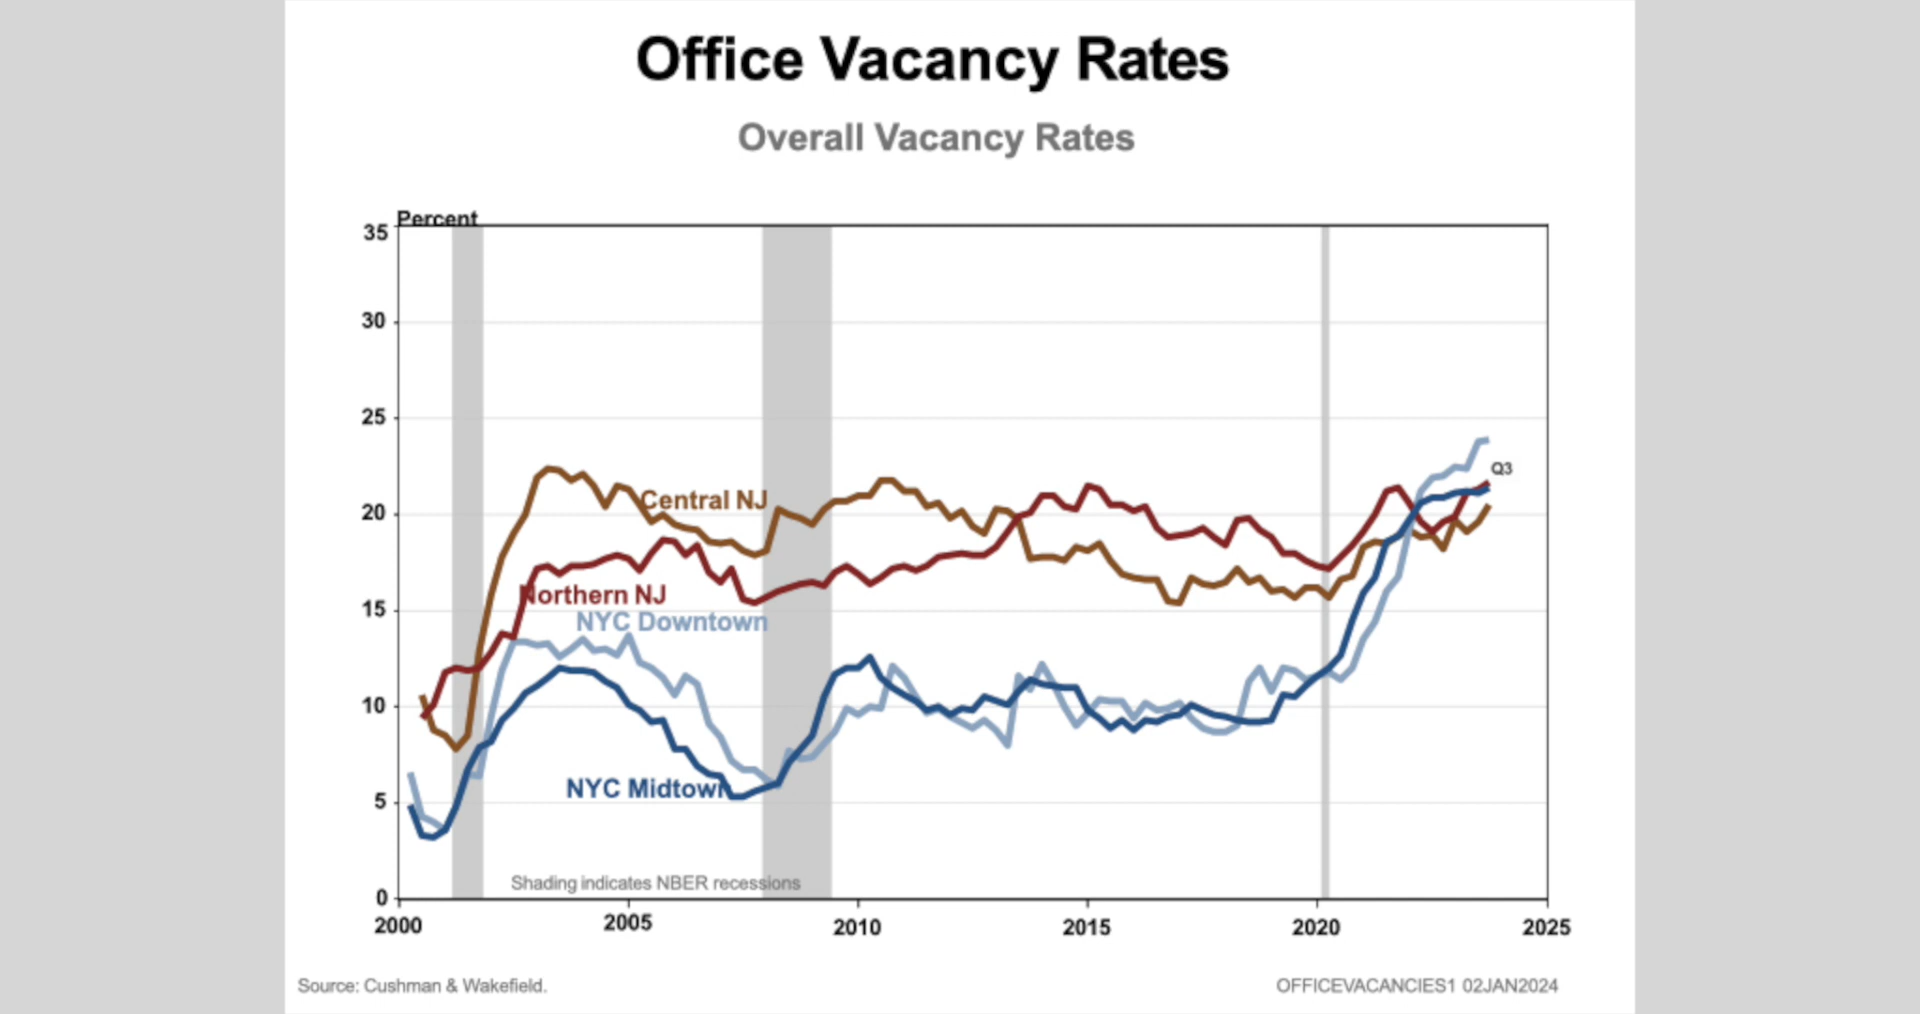 Office Vacancy Rates
Overall Vacancy Rates
Percent
35
30
25
20
15
10
5
0
Central NJ
Northern NJ
NYC Downtown
NYC Midtown
Q3
Shading indicates NBER recessions
2000 2005 2010 2015 2020 2025
Source: Cushman & Wakefield. OFFICEVACANCIES1 02JAN2024